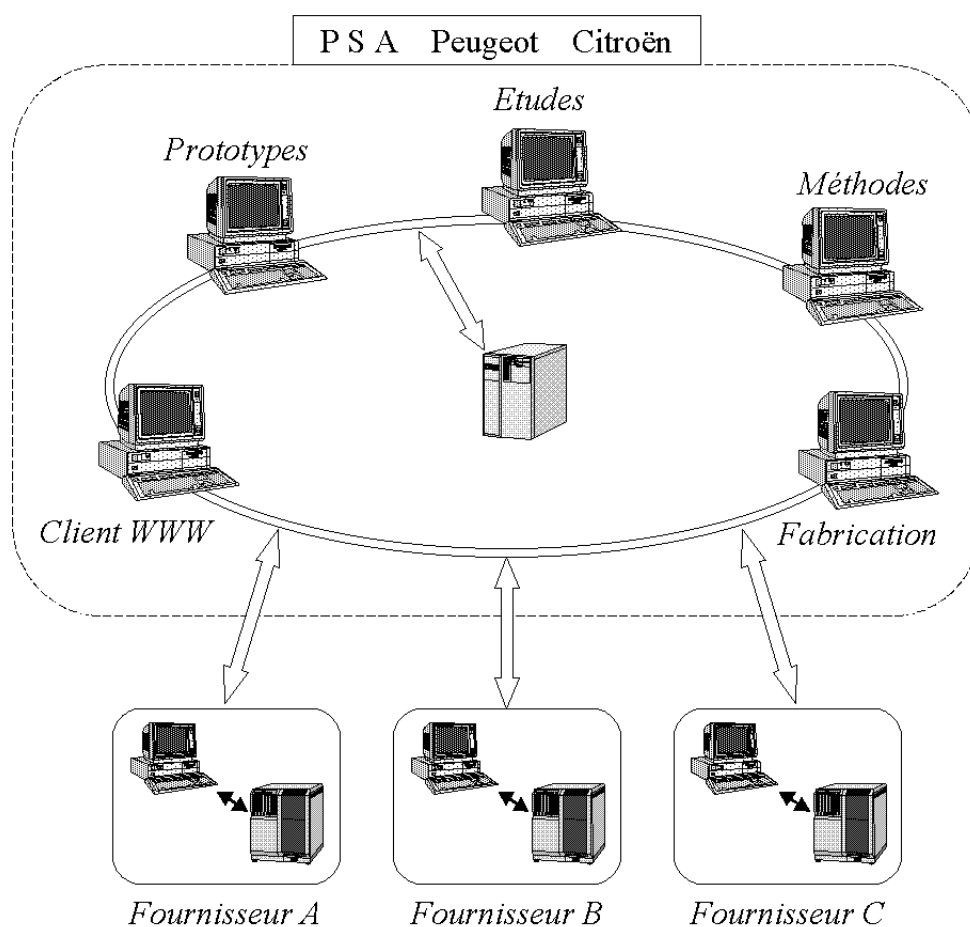 P S A Peugeot Citroën
Etudes
Prototypes
Méthodes
Client WWW
Fabrication
Fournisseur A
Fournisseur B
Fournisseur C